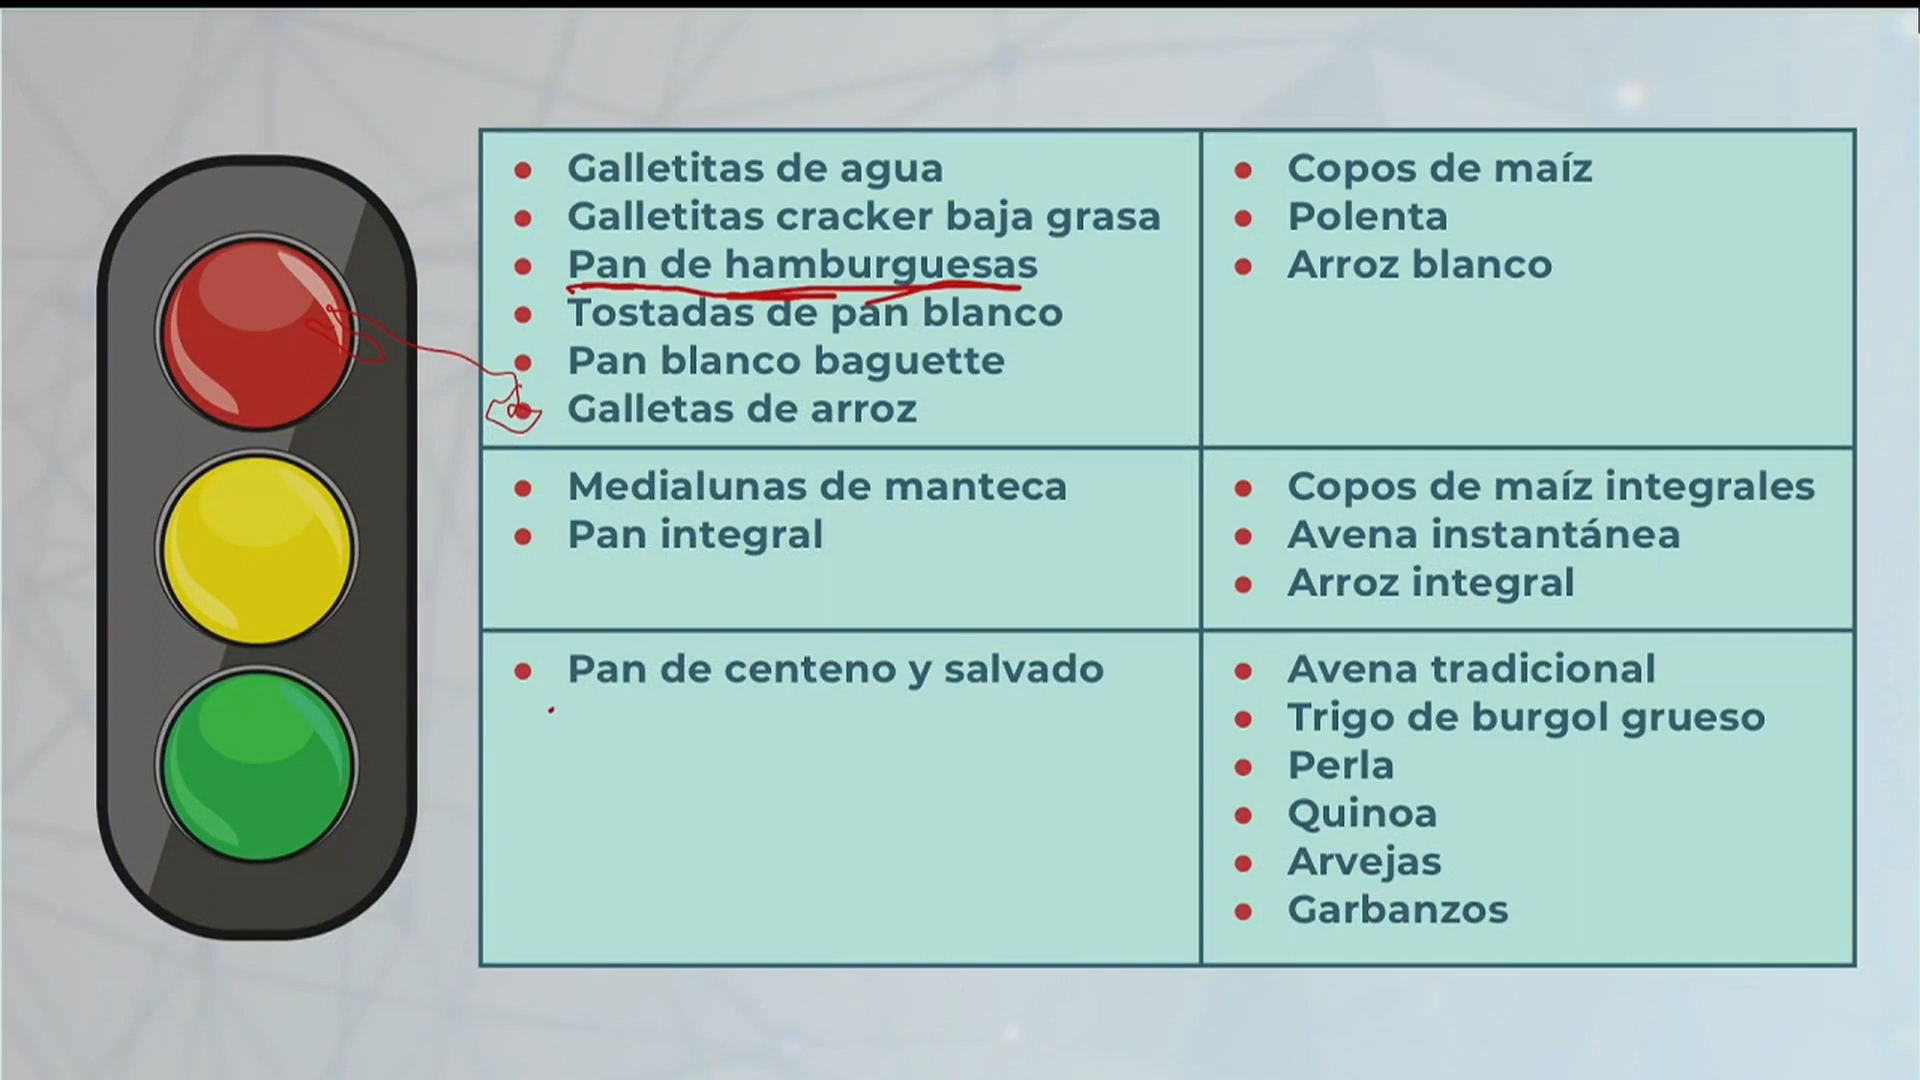 Galletitas de agua
Galletitas cracker baja grasa
Pan de hamburguesas
Tostadas de pan blanco
Pan blanco baguette
Galletas de arroz
Copos de maíz
Polenta
Arroz blanco
Medialunas de manteca
Pan integral
Copos de maíz integrales
Avena instantánea
Arroz integral
Pan de centeno y salvado
Avena tradicional
Trigo de burgol grueso
Perla
Quinoa
Arvejas
Garbanzos